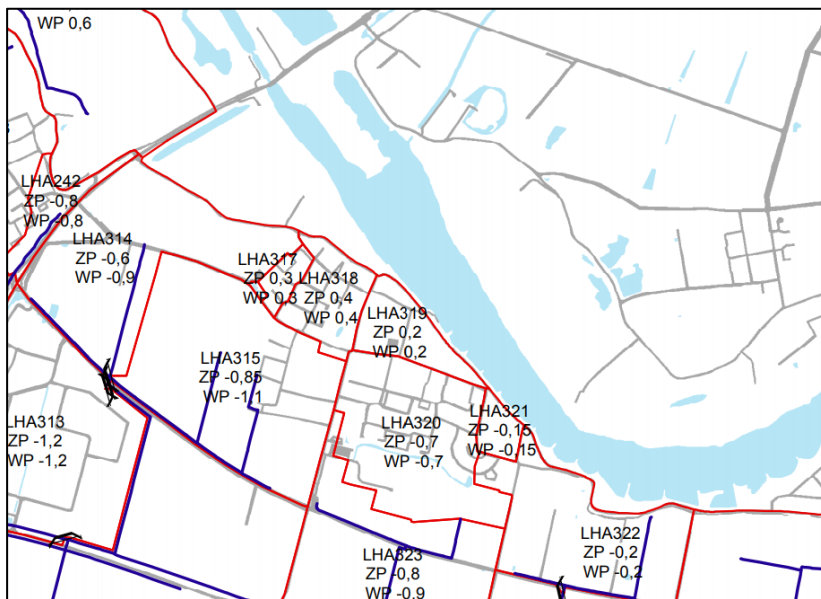 WP 0,6
LHA242
ZP -0,8
WP -0,8
LHA314
ZP -0,6
WP -0,9
LHA317
ZP 0,3
WP 0,3
LHA318
ZP 0,4
WP 0,4
LHA319
ZP 0,2
WP 0,2
LHA315
ZP -0,85
WP -1,1
LHA313
ZP -1,2
WP -1,2
LHA320
ZP -0,7
WP -0,7
LHA321
ZP -0,15
WP -0,15
LHA322
ZP -0,2
WP -0,2
LHA323
ZP -0,8
WP -0,9